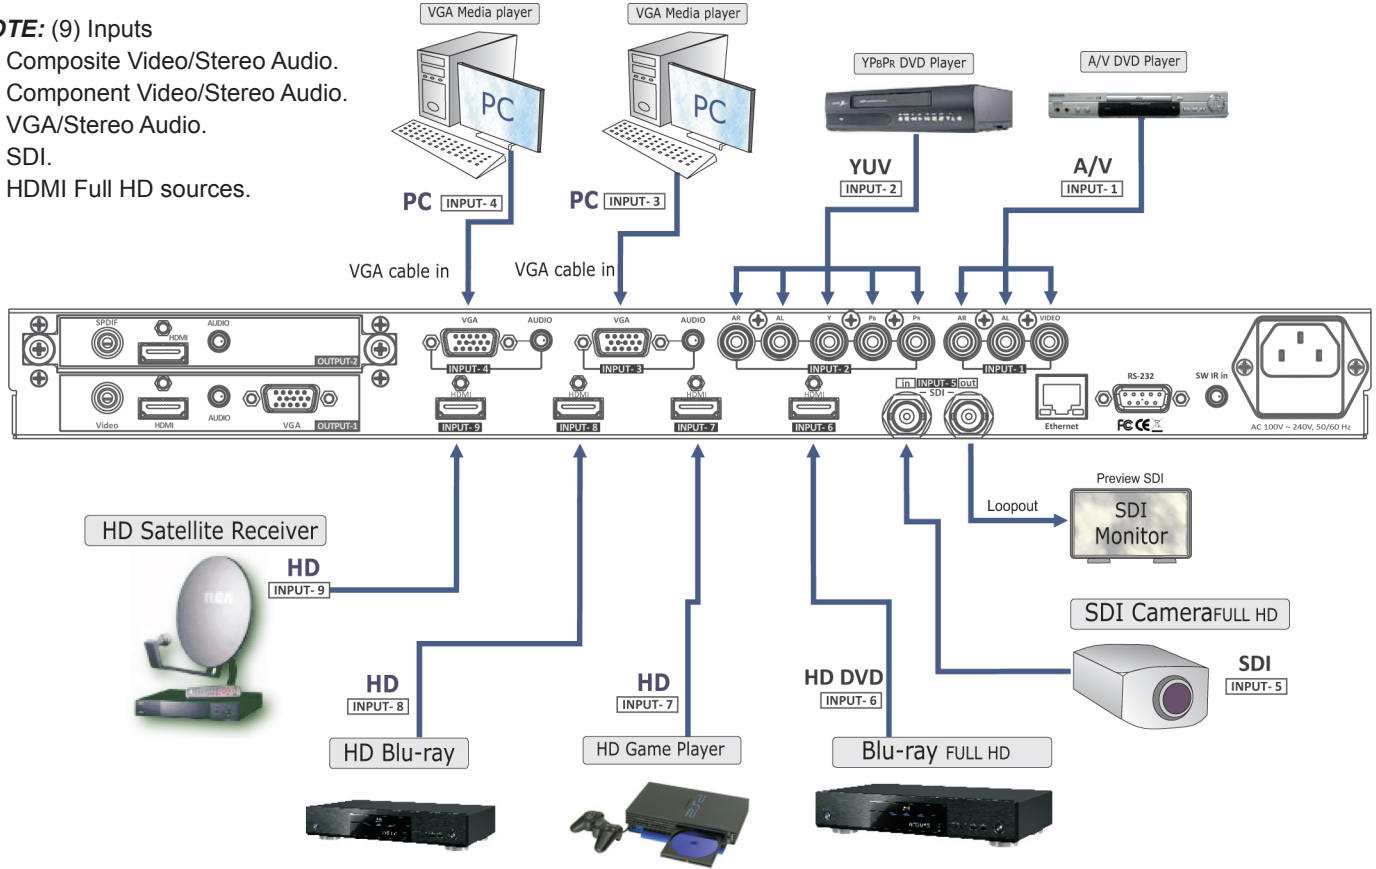 OTE: (9) Inputs
Composite Video/Stereo Audio.
Component Video/Stereo Audio.
VGA/Stereo Audio.
SDI.
HDMI Full HD sources.
VGA Media player
VGA Media player
YPBPR DVD Player
A/V DVD Player
PC
PC
YUV
INPUT- 2
A/V
INPUT- 1
PC INPUT- 4
PC INPUT- 3
VGA cable in
VGA cable in
SPDIF
HDMI
AUDIO
OUTPUT-2
VGA
AUDIO
INPUT- 4
VGA
AUDIO
INPUT- 3
AR AL Y PB PR
INPUT- 2
AR AL VIDEO
INPUT- 1
Video
HDMI
AUDIO
VGA
OUTPUT-1
HDMI
INPUT- 9
HDMI
INPUT- 8
HDMI
INPUT- 7
HDMI
INPUT- 6
in INPUT- 5 out
SDI
Ethernet
RS-232
FC CE
SW IR in
AC 100V ~ 240V, 50/60 Hz
Preview SDI
SDI
Monitor
Loopout
HD Satellite Receiver
RCA
HD
INPUT- 9
SDI CameraFULL HD
SDI
INPUT- 5
HD
INPUT- 8
HD
INPUT- 7
HD DVD
INPUT- 6
HD Blu-ray
HD Game Player
Blu-ray FULL HD
PS2